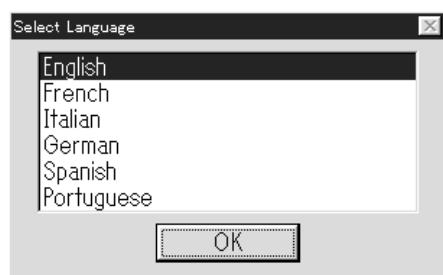 Select Language
English
French
Italian
German
Spanish
Portuguese
OK